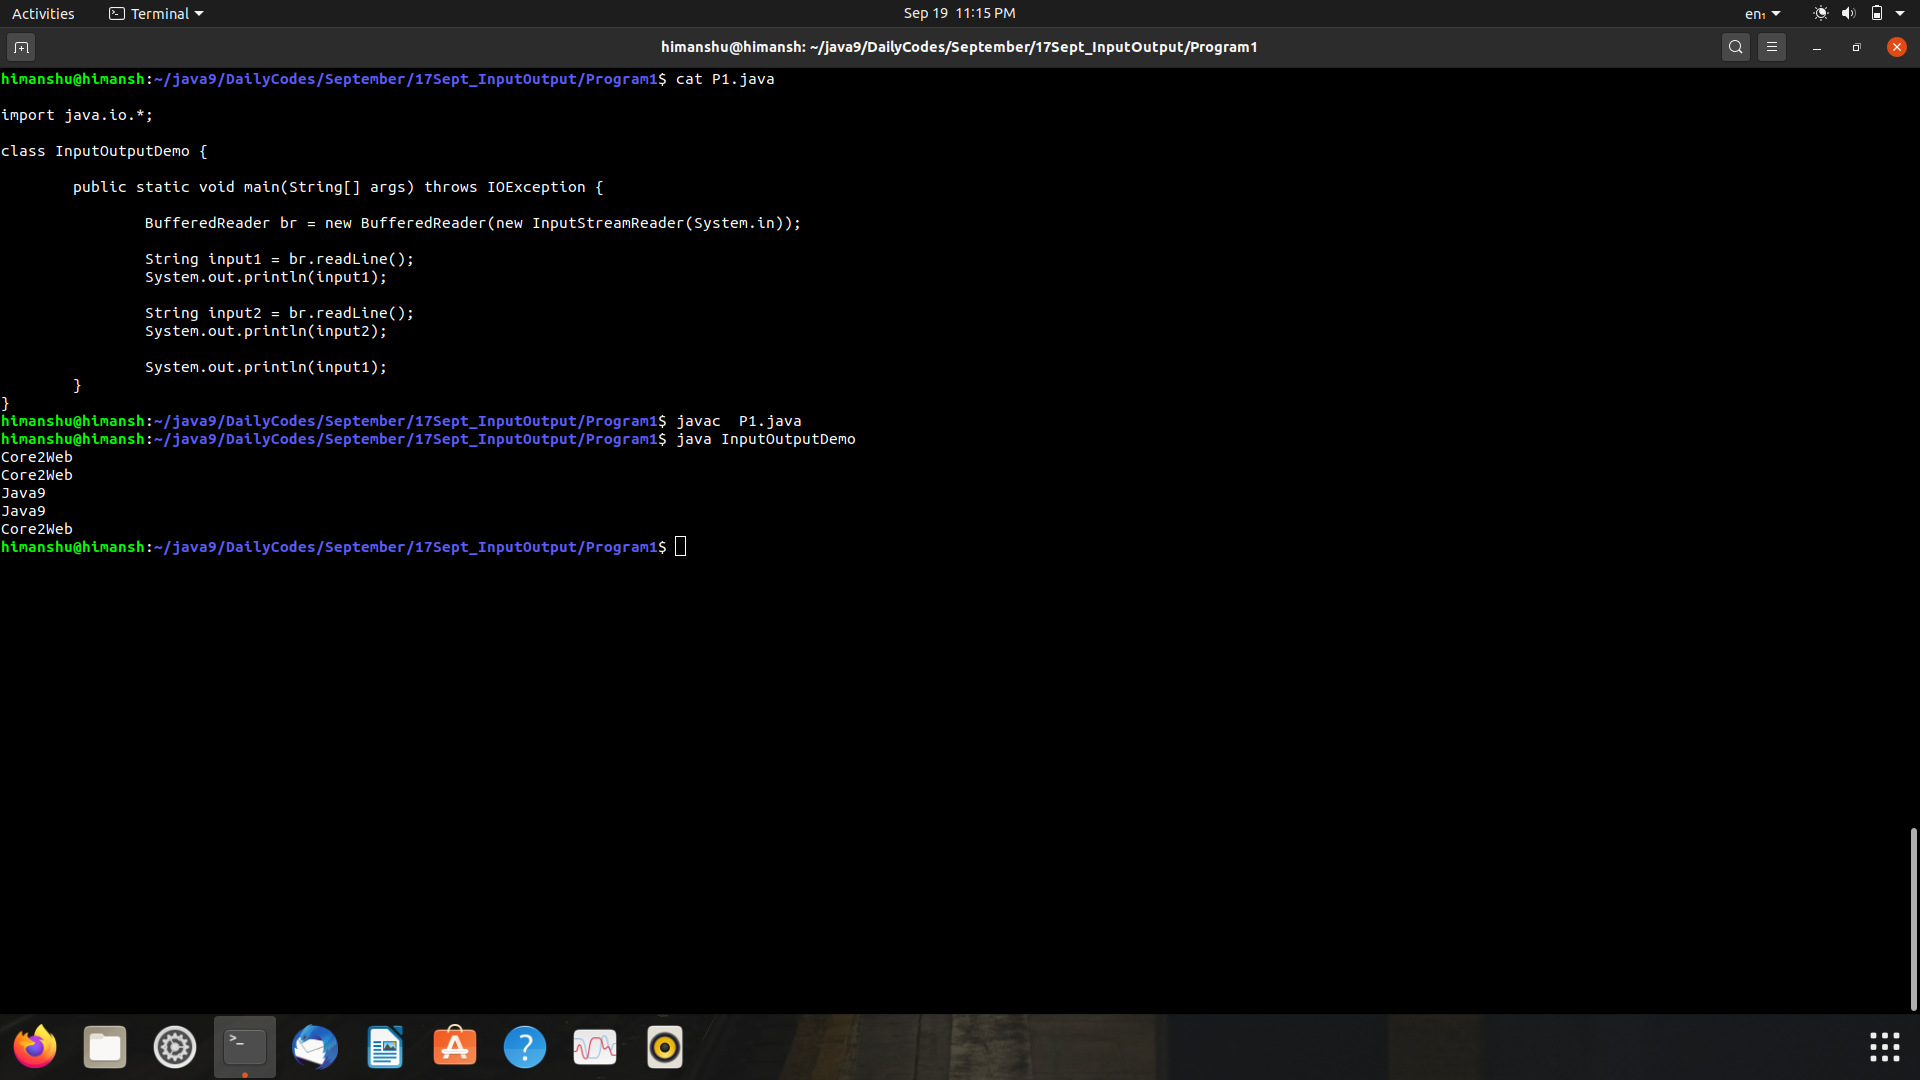 Activities Terminal Sep 19 11:15 PM en₁
himanshu@himansh: ~/java9/DailyCodes/September/17Sept_InputOutput/Program1
himanshu@himansh:~/java9/DailyCodes/September/17Sept_InputOutput/Program1$ cat P1.java

import java.io.*;

class InputOutputDemo {

        public static void main(String[] args) throws IOException {

                BufferedReader br = new BufferedReader(new InputStreamReader(System.in));

                String input1 = br.readLine();
                System.out.println(input1);

                String input2 = br.readLine();
                System.out.println(input2);

                System.out.println(input1);
        }
}
himanshu@himansh:~/java9/DailyCodes/September/17Sept_InputOutput/Program1$ javac  P1.java
himanshu@himansh:~/java9/DailyCodes/September/17Sept_InputOutput/Program1$ java InputOutputDemo
Core2Web
Core2Web
Java9
Java9
Core2Web
himanshu@himansh:~/java9/DailyCodes/September/17Sept_InputOutput/Program1$